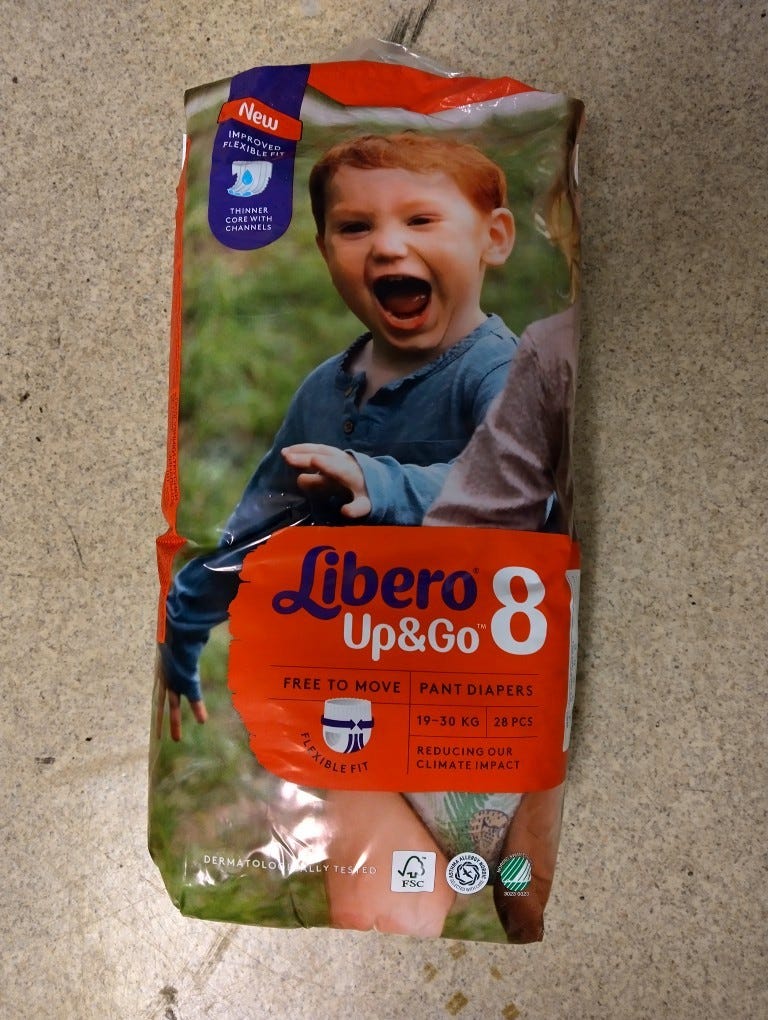 New
IMPROVED
FLEXIBLE FIT
THINNER
CORE WITH
CHANNELS
Libero®
Up&Go™ 8
FREE TO MOVE
PANT DIAPERS
19–30 KG
28 PCS
FLEXIBLE FIT
REDUCING OUR
CLIMATE IMPACT
DERMATOLOGICALLY TESTED
FSC